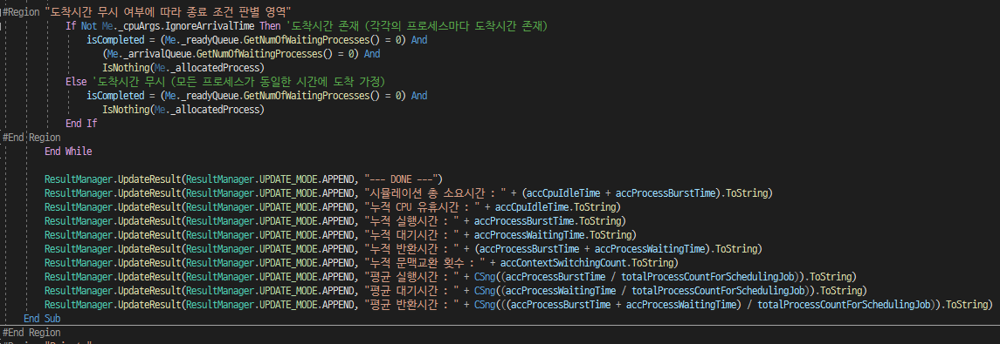 #Region "도착시간 무시 여부에 따라 종료 조건 판별 영역"
If Not Me._cpuArgs.IgnoreArrivalTime Then '도착시간 존재 (각각의 프로세스마다 도착시간 존재)
isCompleted = (Me._readyQueue.GetNumOfWaitingProcesses() = 0) And
(Me._arrivalQueue.GetNumOfWaitingProcesses() = 0) And
IsNothing(Me._allocatedProcess)
Else '도착시간 무시 (모든 프로세스가 동일한 시간에 도착 가정)
isCompleted = (Me._readyQueue.GetNumOfWaitingProcesses() = 0) And
IsNothing(Me._allocatedProcess)
End If
#End Region
End While
ResultManager.UpdateResult(ResultManager.UPDATE_MODE.APPEND, "--- DONE ---")
ResultManager.UpdateResult(ResultManager.UPDATE_MODE.APPEND, "시뮬레이션 총 소요시간 : " + (accCpuIdleTime + accProcessBurstTime).ToString)
ResultManager.UpdateResult(ResultManager.UPDATE_MODE.APPEND, "누적 CPU 유휴시간 : " + accCpuIdleTime.ToString)
ResultManager.UpdateResult(ResultManager.UPDATE_MODE.APPEND, "누적 실행시간 : " + accProcessBurstTime.ToString)
ResultManager.UpdateResult(ResultManager.UPDATE_MODE.APPEND, "누적 대기시간 : " + accProcessWaitingTime.ToString)
ResultManager.UpdateResult(ResultManager.UPDATE_MODE.APPEND, "누적 반환시간 : " + (accProcessBurstTime + accProcessWaitingTime).ToString)
ResultManager.UpdateResult(ResultManager.UPDATE_MODE.APPEND, "누적 문맥교환 횟수 : " + accContextSwitchingCount.ToString)
ResultManager.UpdateResult(ResultManager.UPDATE_MODE.APPEND, "평균 실행시간 : " + CSng((accProcessBurstTime / totalProcessCountForSchedulingJob)).ToString)
ResultManager.UpdateResult(ResultManager.UPDATE_MODE.APPEND, "평균 대기시간 : " + CSng((accProcessWaitingTime / totalProcessCountForSchedulingJob)).ToString)
ResultManager.UpdateResult(ResultManager.UPDATE_MODE.APPEND, "평균 반환시간 : " + CSng(((accProcessBurstTime + accProcessWaitingTime) / totalProcessCountForSchedulingJob)).ToString)
End Sub
#End Region